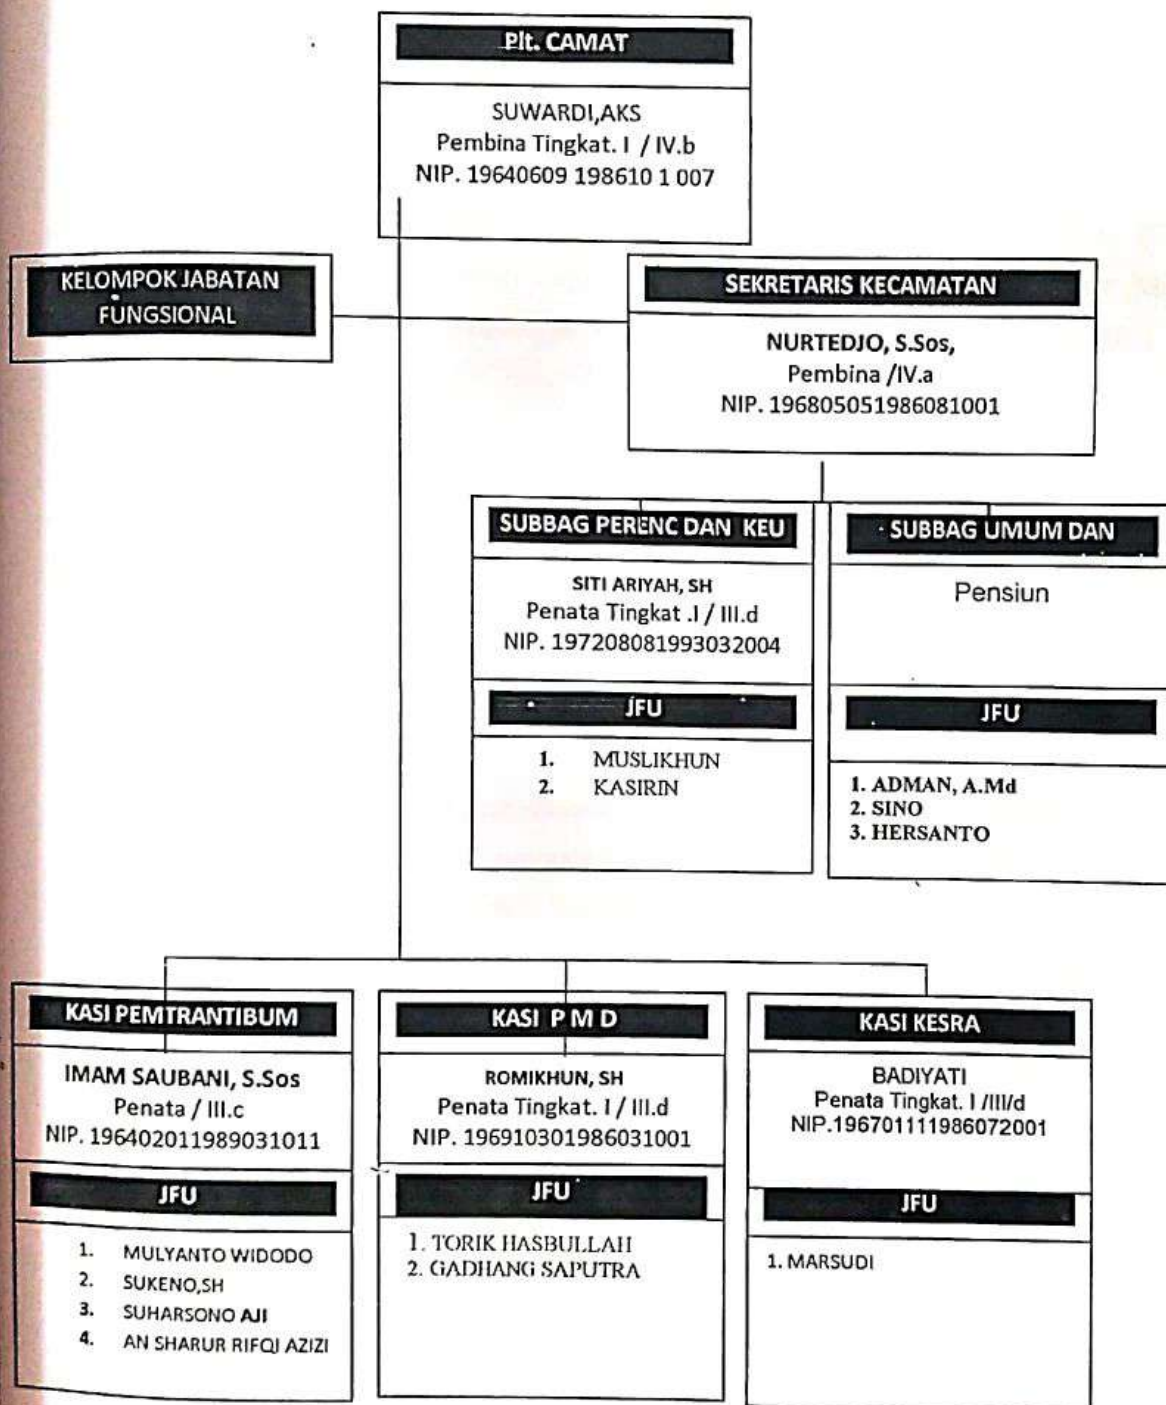 Plt. CAMAT
SUWARDI,AKS
Pembina Tingkat. I / IV.b
NIP. 19640609 198610 1 007
KELOMPOK JABATAN
FUNGSIONAL
SEKRETARIS KECAMATAN
NURTEDJO, S.Sos,
Pembina /IV.a
NIP. 196805051986081001
SUBBAG PERENC DAN KEU
SITI ARIYAH, SH
Penata Tingkat .I / III.d
NIP. 197208081993032004
JFU
1. MUSLIKHUN
2. KASIRIN
SUBBAG UMUM DAN
Pensiun
JFU
1. ADMAN, A.Md
2. SINO
3. HERSANTO
KASI PEMTRANTIBUM
IMAM SAUBANI, S.Sos
Penata / III.c
NIP. 196402011989031011
JFU
1. MULYANTO WIDODO
2. SUKENO,SH
3. SUHARSONO AJI
4. AN SHARUR RIFQI AZIZI
KASI P M D
ROMIKHUN, SH
Penata Tingkat. I / III.d
NIP. 196910301986031001
JFU
1. TORIK HASBULLAH
2. GADHANG SAPUTRA
KASI KESRA
BADIYATI
Penata Tingkat. I /III/d
NIP.196701111986072001
JFU
1. MARSUDI